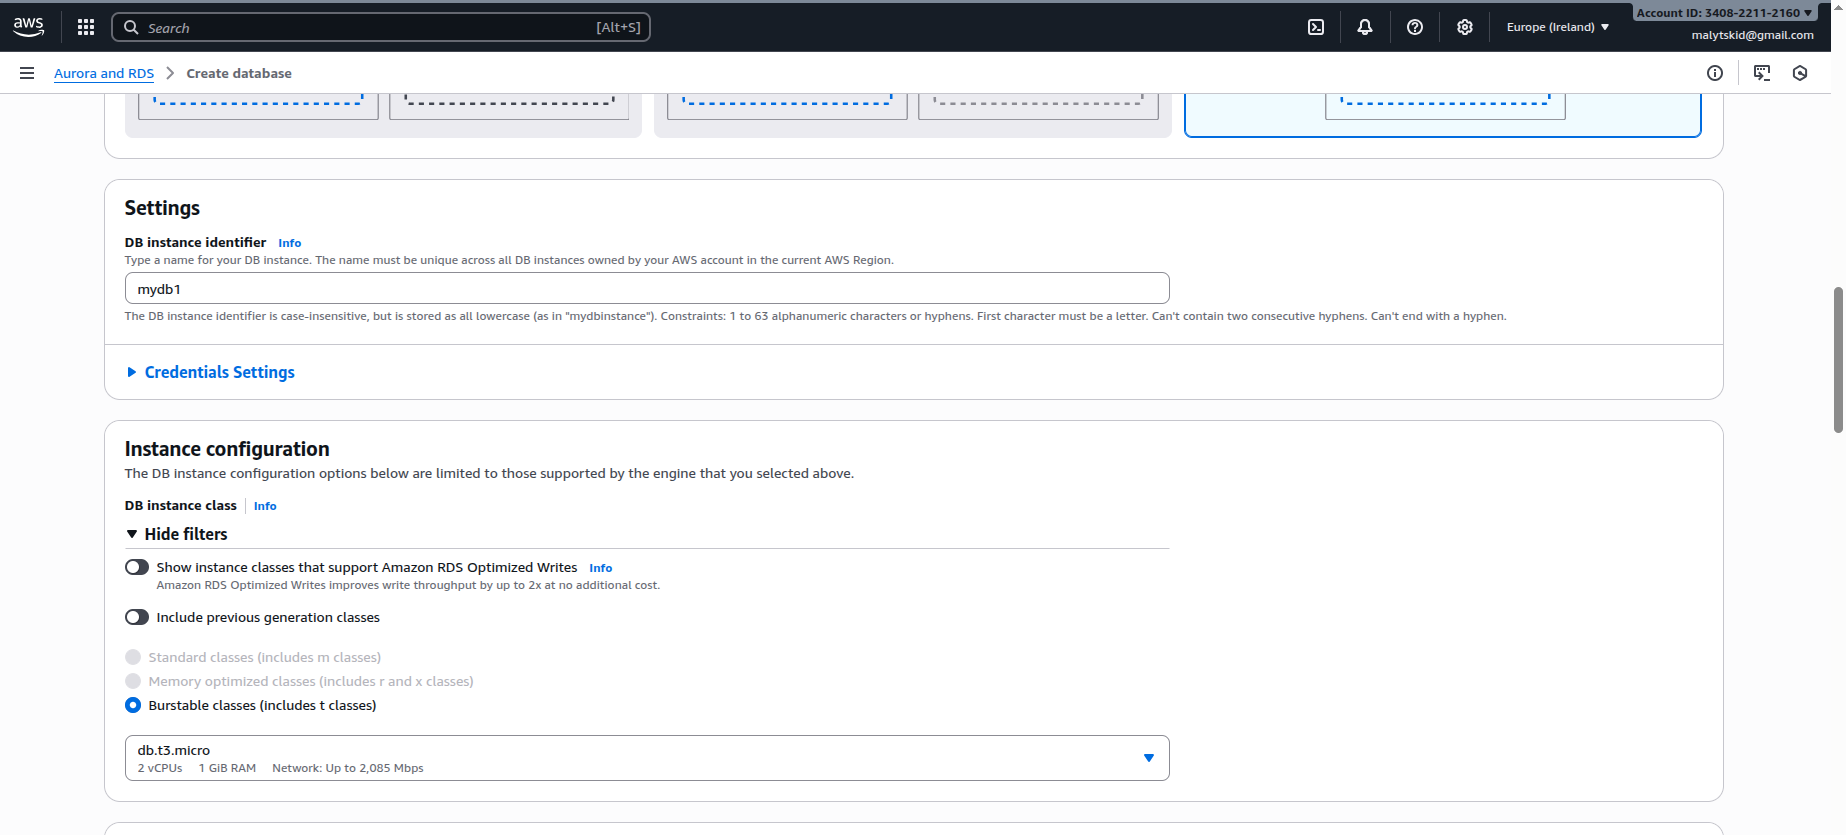 aws
Search [Alt+S]
Europe (Ireland)
Account ID: 3408-2211-2160
malytskid@gmail.com
Aurora and RDS > Create database
Settings
DB instance identifier Info
Type a name for your DB instance. The name must be unique across all DB instances owned by your AWS account in the current AWS Region.
mydb1
The DB instance identifier is case-insensitive, but is stored as all lowercase (as in "mydbinstance"). Constraints: 1 to 63 alphanumeric characters or hyphens. First character must be a letter. Can't contain two consecutive hyphens. Can't end with a hyphen.
Credentials Settings
Instance configuration
The DB instance configuration options below are limited to those supported by the engine that you selected above.
DB instance class Info
Hide filters
Show instance classes that support Amazon RDS Optimized Writes Info
Amazon RDS Optimized Writes improves write throughput by up to 2x at no additional cost.
Include previous generation classes
Standard classes (includes m classes)
Memory optimized classes (includes r and x classes)
Burstable classes (includes t classes)
db.t3.micro
2 vCPUs 1 GiB RAM Network: Up to 2,085 Mbps